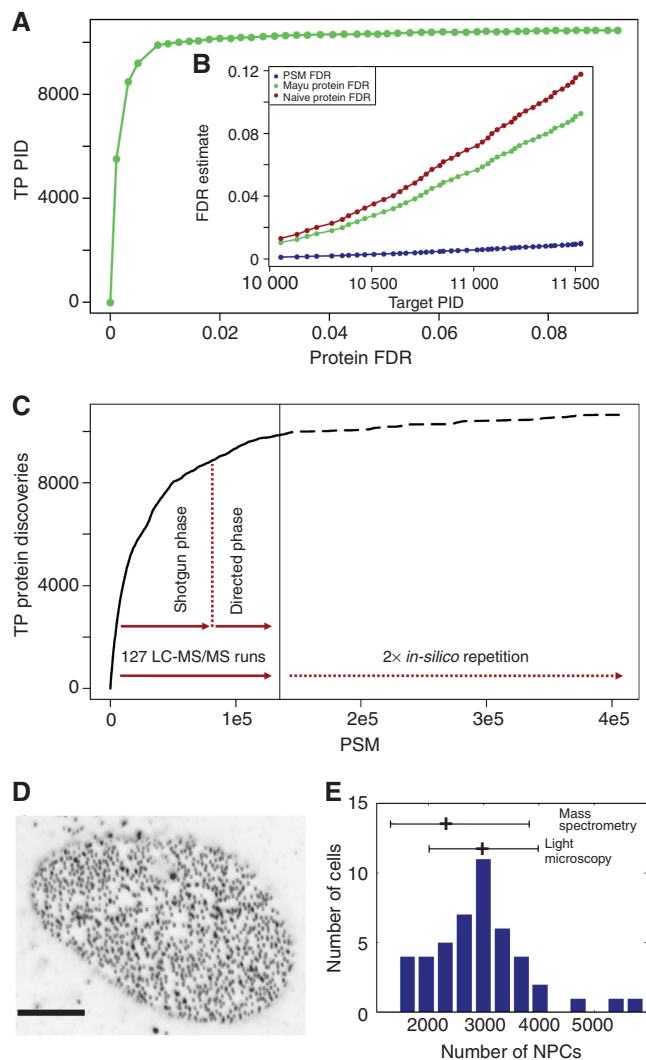 A
TP PID
10000
8000
4000
0
0
0.02
0.04
0.06
0.08
Protein FDR
B
PSM FDR
Mayu protein FDR
Naive protein FDR
FDR estimate
0.12
0.08
0.04
0
10 000
10 500
11 000
11 500
Target PID
C
TP protein discoveries
8000
4000
0
Shotgun phase
Directed phase
127 LC-MS/MS runs
2× in-silico repetition
0
1e5
2e5
3e5
4e5
PSM
D
E
Number of cells
15
10
5
0
Mass
spectrometry
Light
microscopy
2000
3000
4000
5000
Number of NPCs